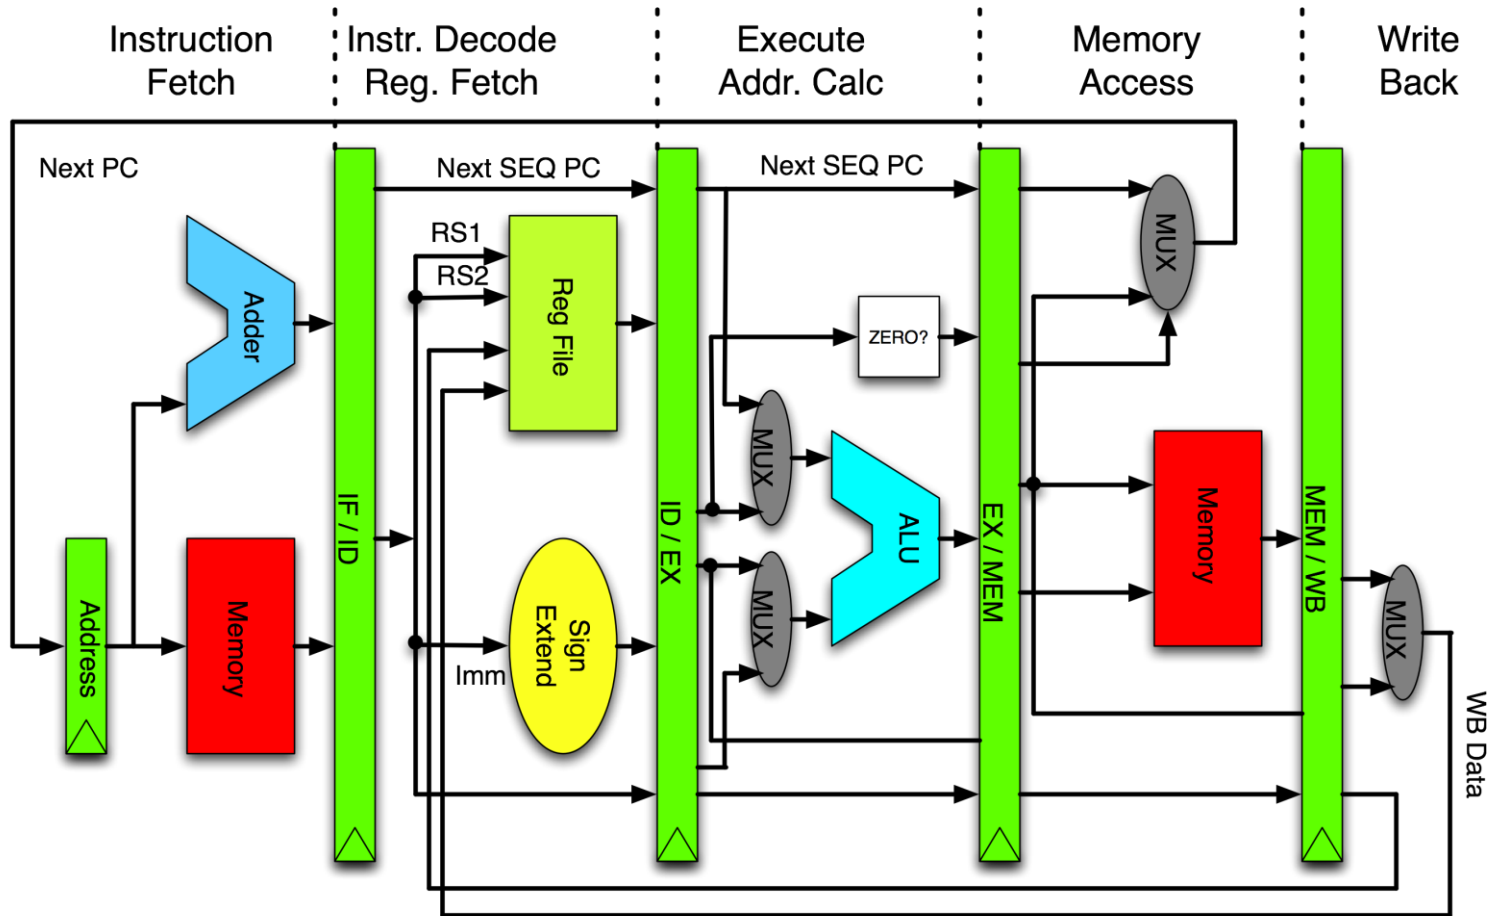 Instruction
Fetch
Instr. Decode
Reg. Fetch
Execute
Addr. Calc
Memory
Access
Write
Back
Next PC
Next SEQ PC
Next SEQ PC
RS1
RS2
Adder
Reg File
ZERO?
MUX
MUX
MUX
ALU
IF / ID
ID / EX
EX / MEM
MEM / WB
Address
Memory
Sign
Extend
Imm
Memory
MUX
WB Data